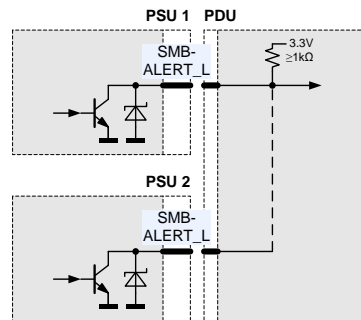 PSU 1 PDU
SMB-
ALERT_L
3.3V
≥1kΩ
PSU 2
SMB-
ALERT_L